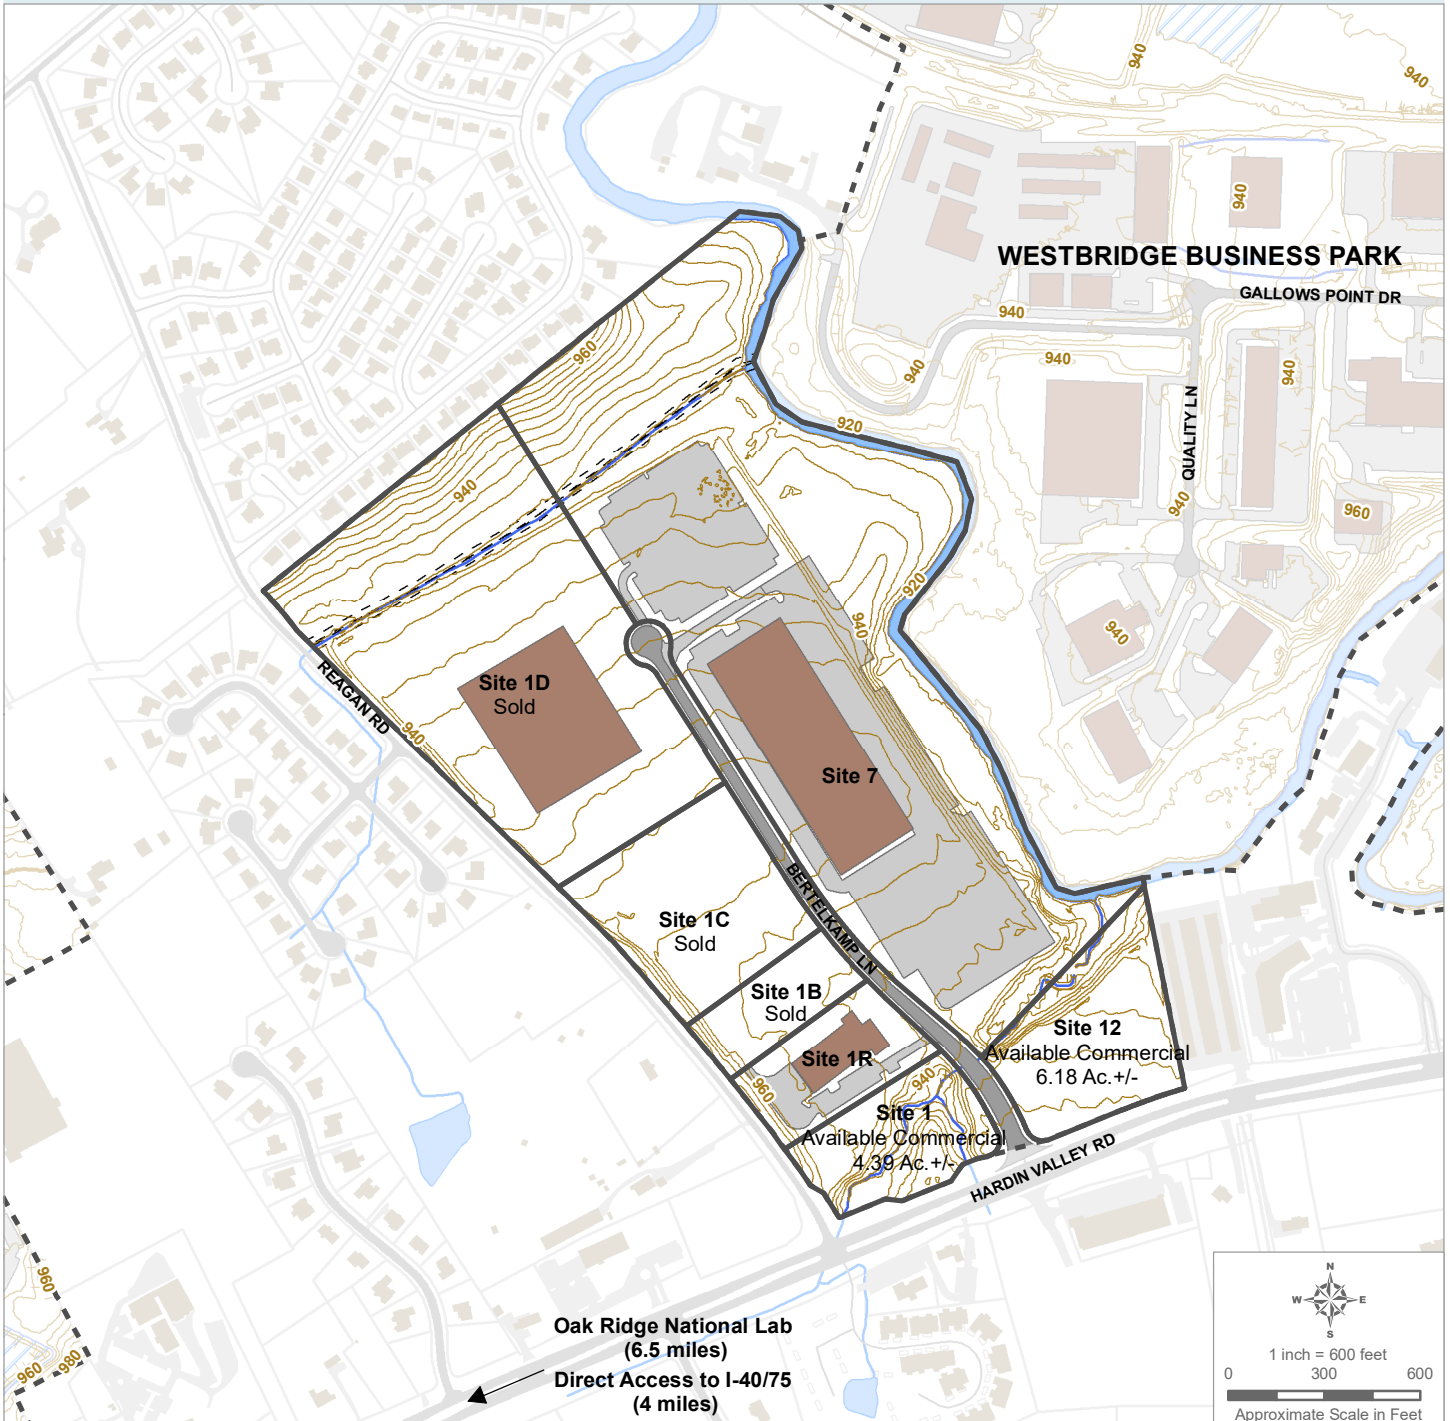 940
940
940
WESTBRIDGE BUSINESS PARK
GALLOWS POINT DR
940
940
940
940
960
920
QUALITY LN
940
940
960
920
940
940
REAGAN RD
940
Site 1D
Sold
Site 7
BERTELKAMP LN
Site 1C
Sold
Site 1B
Sold
Site 1R
Site 12
Available Commercial
6.18 Ac.+/-
960
940
Site 1
Available Commercial
4.39 Ac.+/-
HARDIN VALLEY RD
960
960
980
Oak Ridge National Lab
(6.5 miles)
Direct Access to I-40/75
(4 miles)
N
W
E
S
1 inch = 600 feet
0 300 600
Approximate Scale in Feet